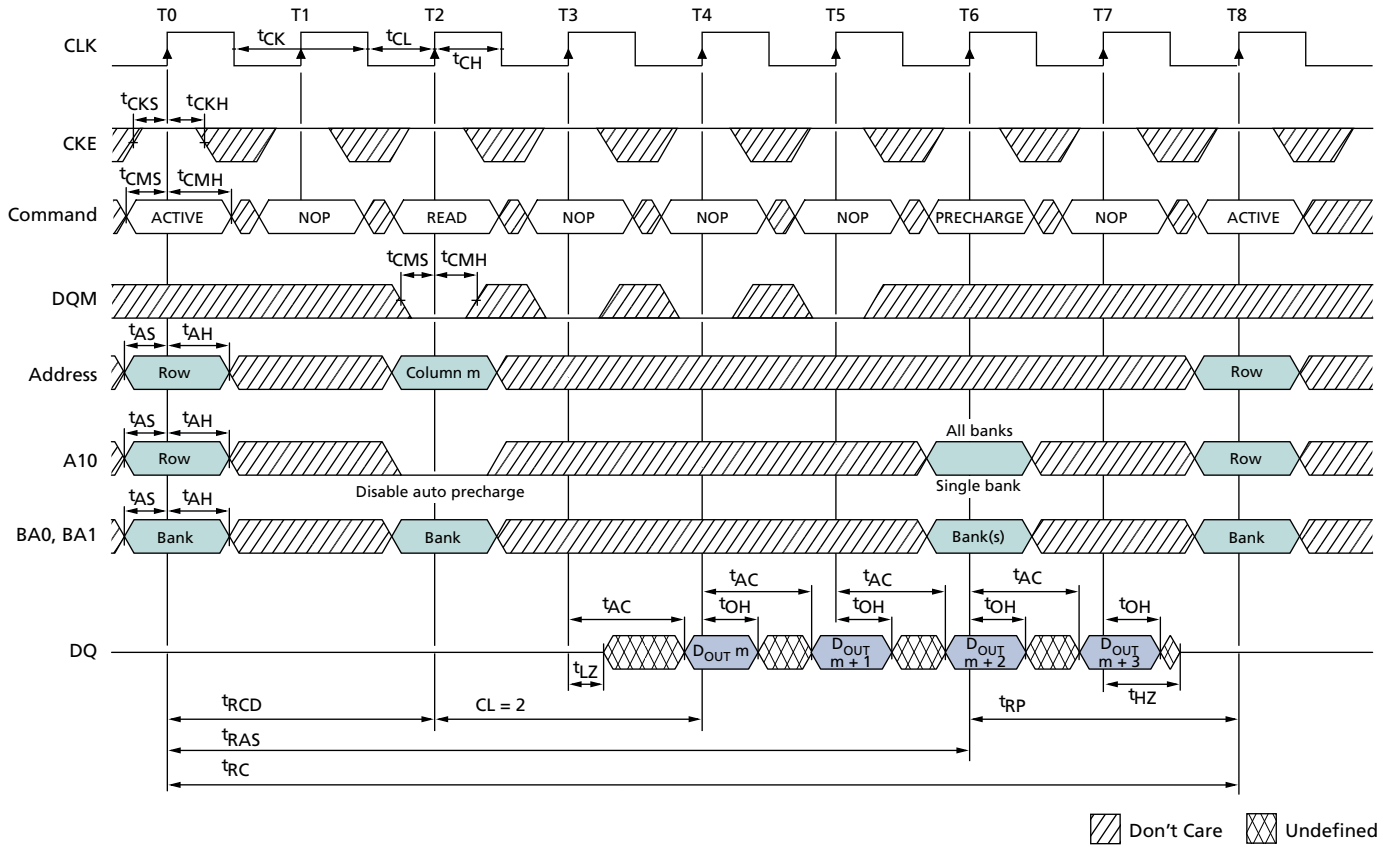 T0 T1 T2 T3 T4 T5 T6 T7 T8
CLK
tCK tCL
tCH
tCKS tCKH
CKE
tCMS tCMH
Command ACTIVE NOP READ NOP NOP NOP PRECHARGE NOP ACTIVE
tCMS tCMH
DQM
tAS tAH
Address Row Column m Row
tAS tAH
All banks
A10 Row Row
Disable auto precharge
Single bank
tAS tAH
BA0, BA1 Bank Bank Bank(s) Bank
tAC tAC tAC
tAC tOH tOH tOH tOH
DQ DOUT m DOUT m + 1 DOUT m + 2 DOUT m + 3
tLZ tHZ
tRCD CL = 2 tRP
tRAS
tRC
Don't Care Undefined